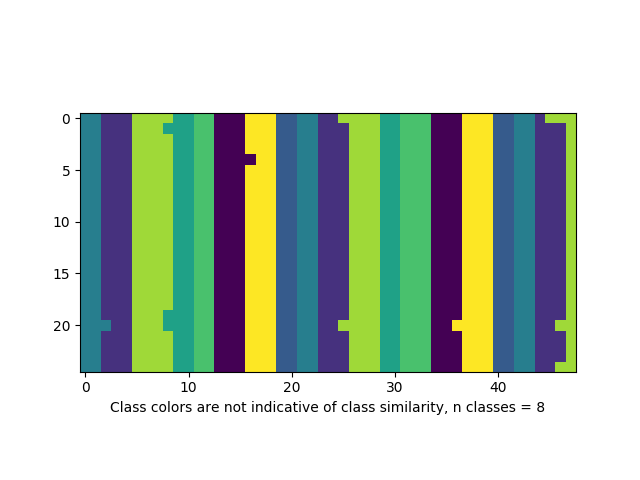 0
5
10
15
20
0 10 20 30 40
Class colors are not indicative of class similarity, n classes = 8